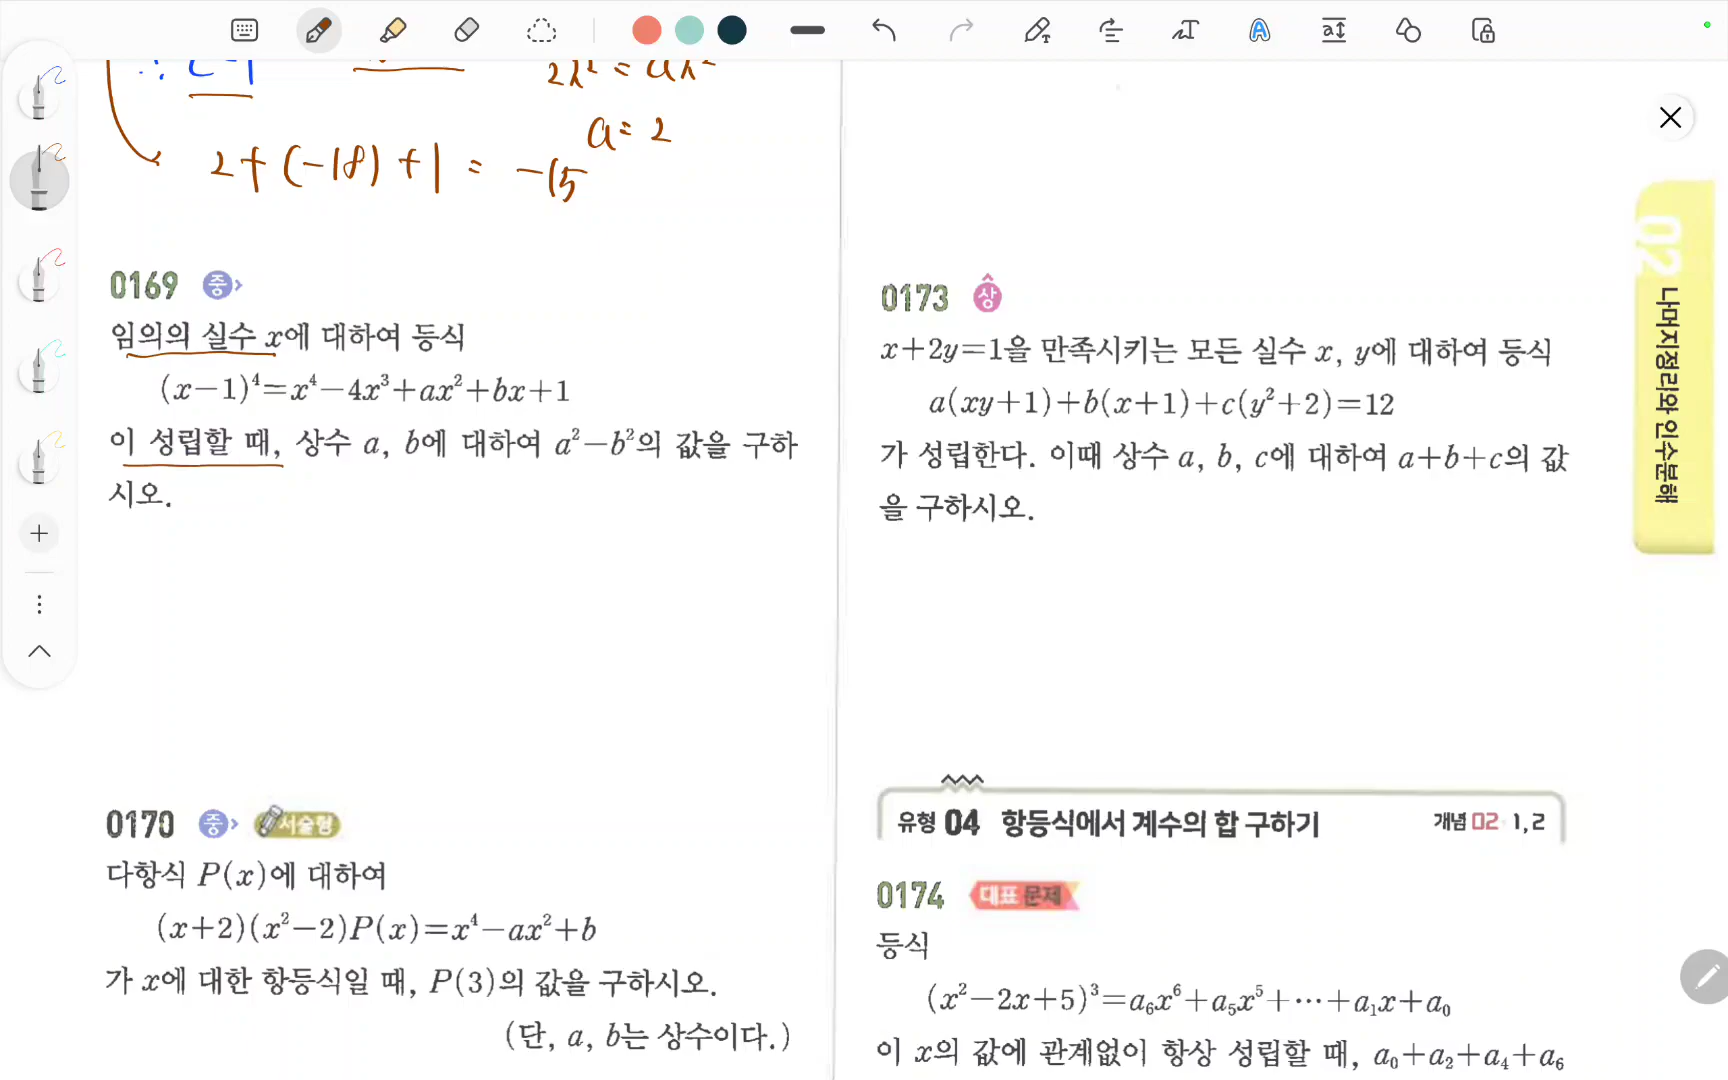 ∴ c=1
2x² = ax²
a=2
2+(-18)+1 = -15
0169 중
임의의 실수 x에 대하여 등식
(x-1)⁴=x⁴-4x³+ax²+bx+1
이 성립할 때, 상수 a, b에 대하여 a²-b²의 값을 구하
시오.
0170 중 서술형
다항식 P(x)에 대하여
(x+2)(x²-2)P(x)=x⁴-ax²+b
가 x에 대한 항등식일 때, P(3)의 값을 구하시오.
(단, a, b는 상수이다.)
0173 상
x+2y=1을 만족시키는 모든 실수 x, y에 대하여 등식
a(xy+1)+b(x+1)+c(y²+2)=12
가 성립한다. 이때 상수 a, b, c에 대하여 a+b+c의 값
을 구하시오.
유형 04 항등식에서 계수의 합 구하기 개념 02 1, 2
0174 대표 문제
등식
(x²-2x+5)³=a₆x⁶+a₅x⁵+⋯+a₁x+a₀
이 x의 값에 관계없이 항상 성립할 때, a₀+a₂+a₄+a₆
02 나머지정리와 인수분해